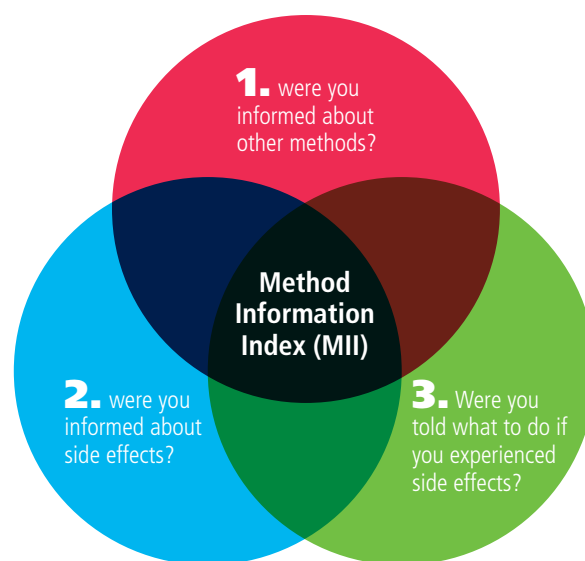 1. were you
informed about
other methods?
Method
Information
Index (MII)
2. were you
informed about
side effects?
3. Were you
told what to do if
you experienced
side effects?